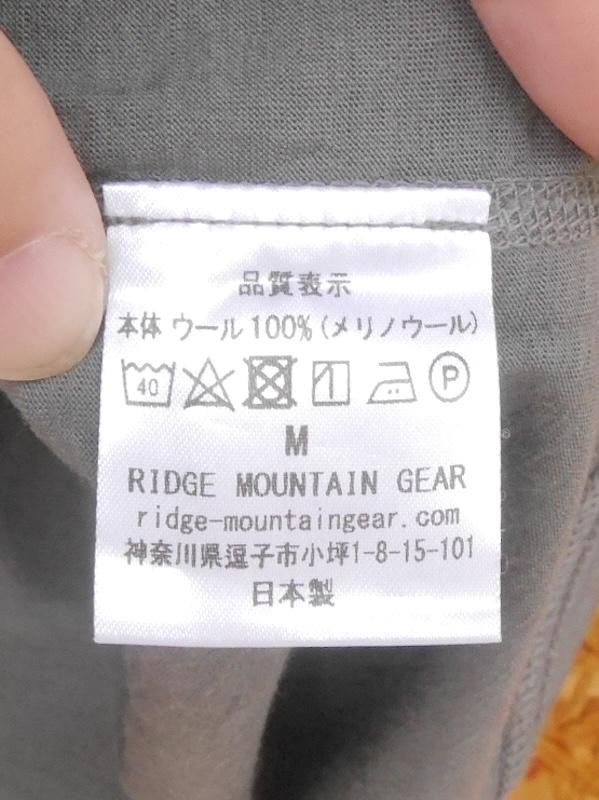 品質表示
本体 ウール100%(メリノウール)
40 P
M
RIDGE MOUNTAIN GEAR
ridge-mountaingear.com
神奈川県逗子市小坪1-8-15-101
日本製